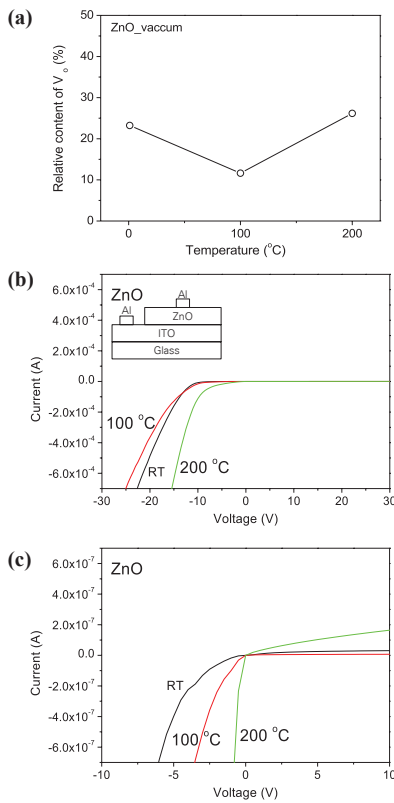 (a)
ZnO_vaccum
50
40
30
20
10
0
Relative content of V o (%)
0 100 200
Temperature (°C)
(b)
ZnO
Al
Al
ZnO
ITO
Glass
6.0x10⁻⁴
4.0x10⁻⁴
2.0x10⁻⁴
0.0
-2.0x10⁻⁴
-4.0x10⁻⁴
-6.0x10⁻⁴
Current (A)
100 °C
RT
200 °C
-30 -20 -10 0 10 20 30
Voltage (V)
(c)
ZnO
6.0x10⁻⁷
4.0x10⁻⁷
2.0x10⁻⁷
0.0
-2.0x10⁻⁷
-4.0x10⁻⁷
-6.0x10⁻⁷
Current (A)
RT
100 °C
200 °C
-10 -5 0 5 10
Voltage (V)